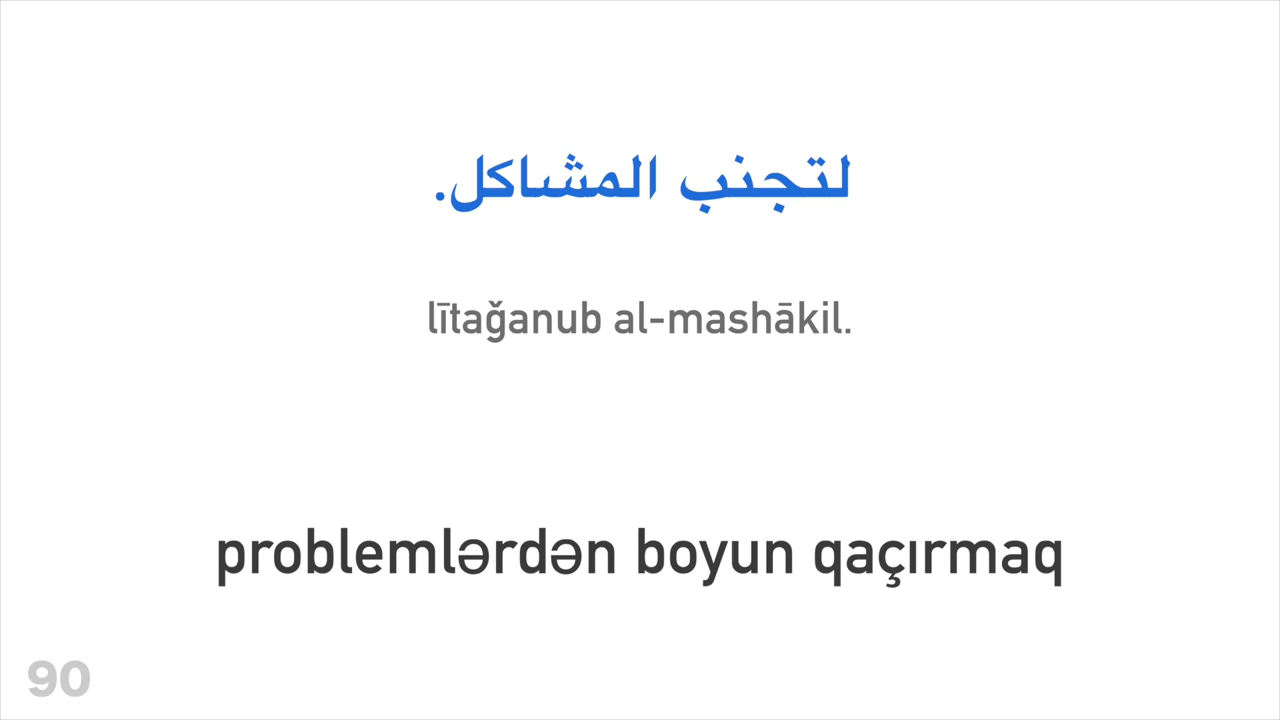 لتجنب المشاكل.
lītağanub al-mashākil.
problemlərdən boyun qaçırmaq
90